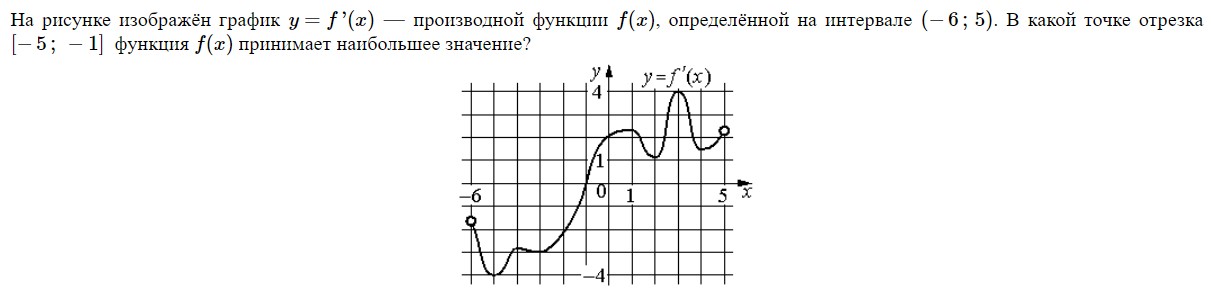 На рисунке изображён график y = f ’(x) — производной функции f(x), определённой на интервале (− 6 ; 5). В какой точке отрезка
[− 5 ; − 1] функция f(x) принимает наибольшее значение?
y
y=f'(x)
4
1
−6
0
1
5
x
−4